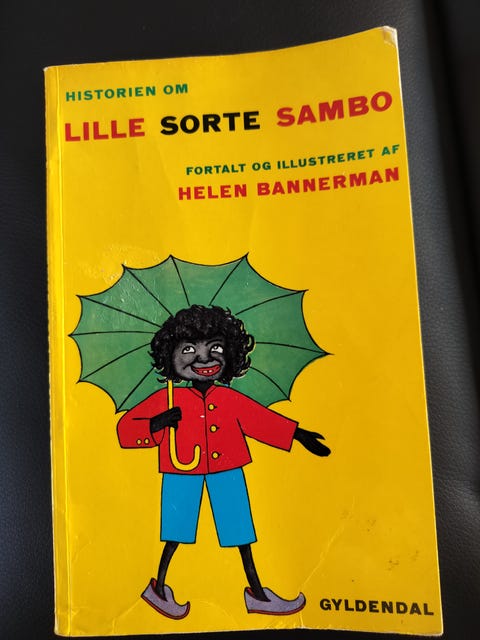 HISTORIEN OM
LILLE SORTE SAMBO
FORTALT OG ILLUSTRERET AF
HELEN BANNERMAN
GYLDENDAL